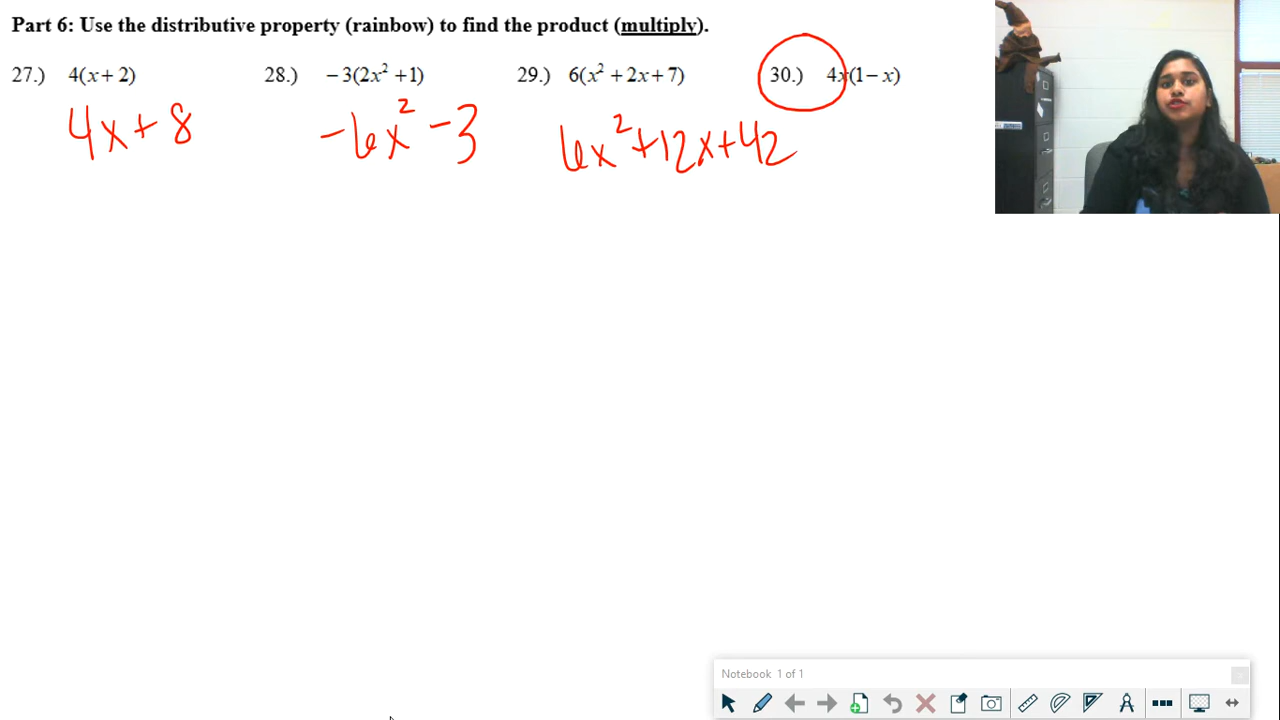 Part 6: Use the distributive property (rainbow) to find the product (multiply).
27.) 4(x + 2) 28.) − 3(2x² +1) 29.) 6(x² + 2x + 7) 30.) 4x(1− x)
4x + 8 -6x² - 3 6x² + 12x + 42
Notebook 1 of 1